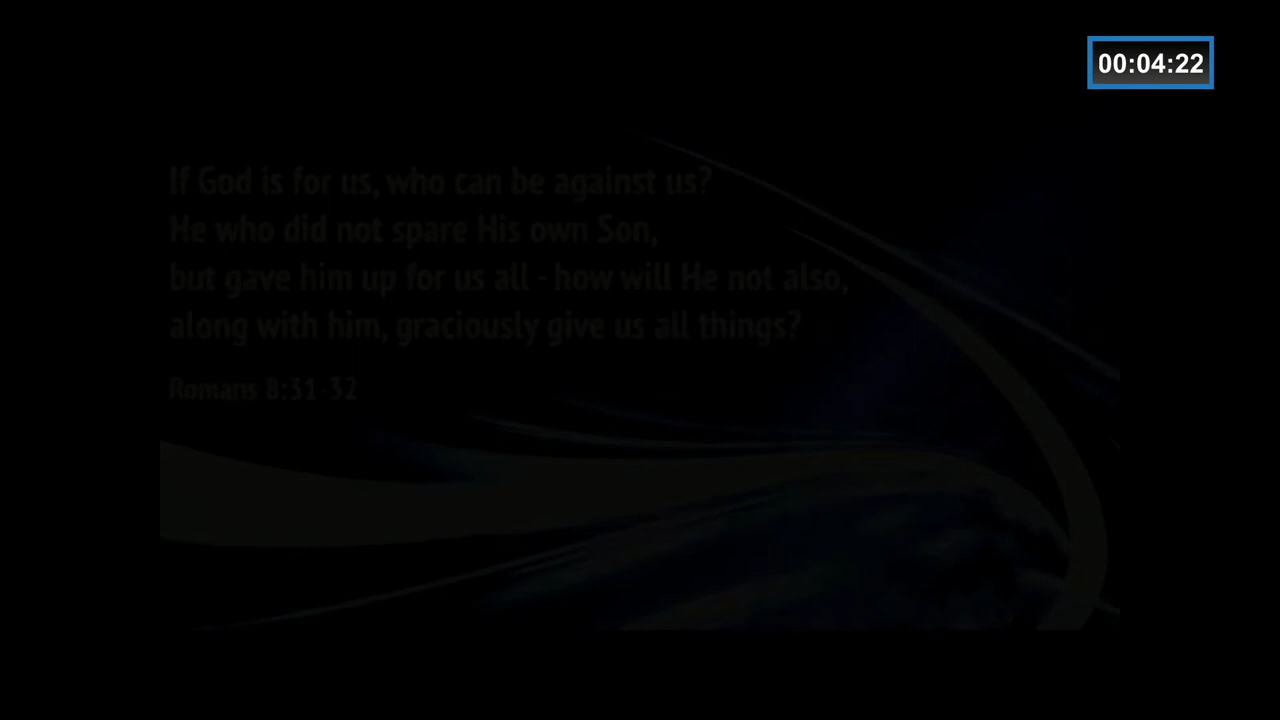 00:04:22
If God is for us, who can be against us?
He who did not spare His own Son,
but gave him up for us all - how will He not also,
along with him, graciously give us all things?
Romans 8:31-32